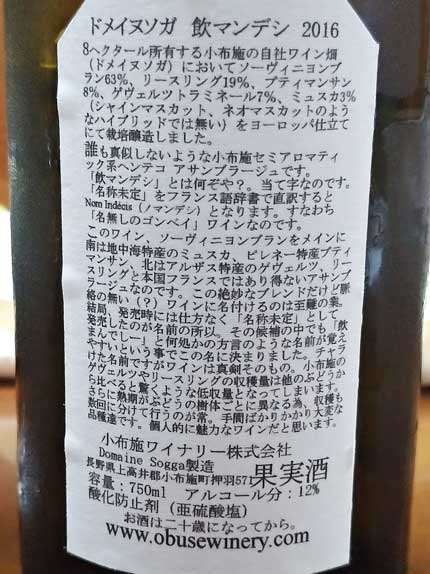 ドメイヌソガ 飲マンデシ 2016
8ヘクタール所有する小布施の自社ワイン畑
(ドメイヌソガ)においてソーヴィニヨンブ
ラン63%、リースリング19%、プティマンサン
8%、ゲヴェルツトラミネール7%、ミュスカ3%
(シャインマスカット、ネオマスカットのよう
なハイブリッドでは無い)をヨーロッパ仕立て
にて栽培醸造しました。
誰も真似しないような小布施セミアロマティ
ック系ヘンテコ アサンブラージュです。
「飲マンデシ」とは何ぞや?。当て字なのです。
「名称未定」をフランス語辞書で直訳すると
Nom Indécis(ノマンデシ)となります。すなわち
「名無しのゴンベイ」ワインなのです。
このワイン ソーヴィニヨンブランをメインに
南は地中海特産のミュスカ、ピレネー特産プティ
マンサン、北はアルザス特産のゲヴェルツ、リー
スリングと本国フランスではあり得ないアサンブ
ラージュなのです。この絶妙なブレンドだけど脈
絡の無い(?)ワインに名付けるのは至難の業。
結局、発売時には仕方なく「名称未定」として
発売したのが名前の所以。その候補の中でも「飲
まんでしー」と何処かの方言のような名前が覚え
やすいという事でこの名に決まりました。チャラ
けた名前ですがワインは真剣そのもの。小布施の
ゲヴェルツやリースリングの収穫量は他のぶどうか
ら比べると驚くような低収量となってしまいます。
さらに熟期がぶどうの樹体ごとに異なる為、収穫も
数回に分けて行うのが常。手間ばかりかかり大変な
品種達です。個人的に魅力なワインだと思います。
小布施ワイナリー株式会社
Domaine Sogga製造
長野県上高井郡小布施町押羽571
果実酒
容量:750ml アルコール分:12%
酸化防止剤(亜硫酸塩)
お酒は二十歳になってから。
www.obusewinery.com